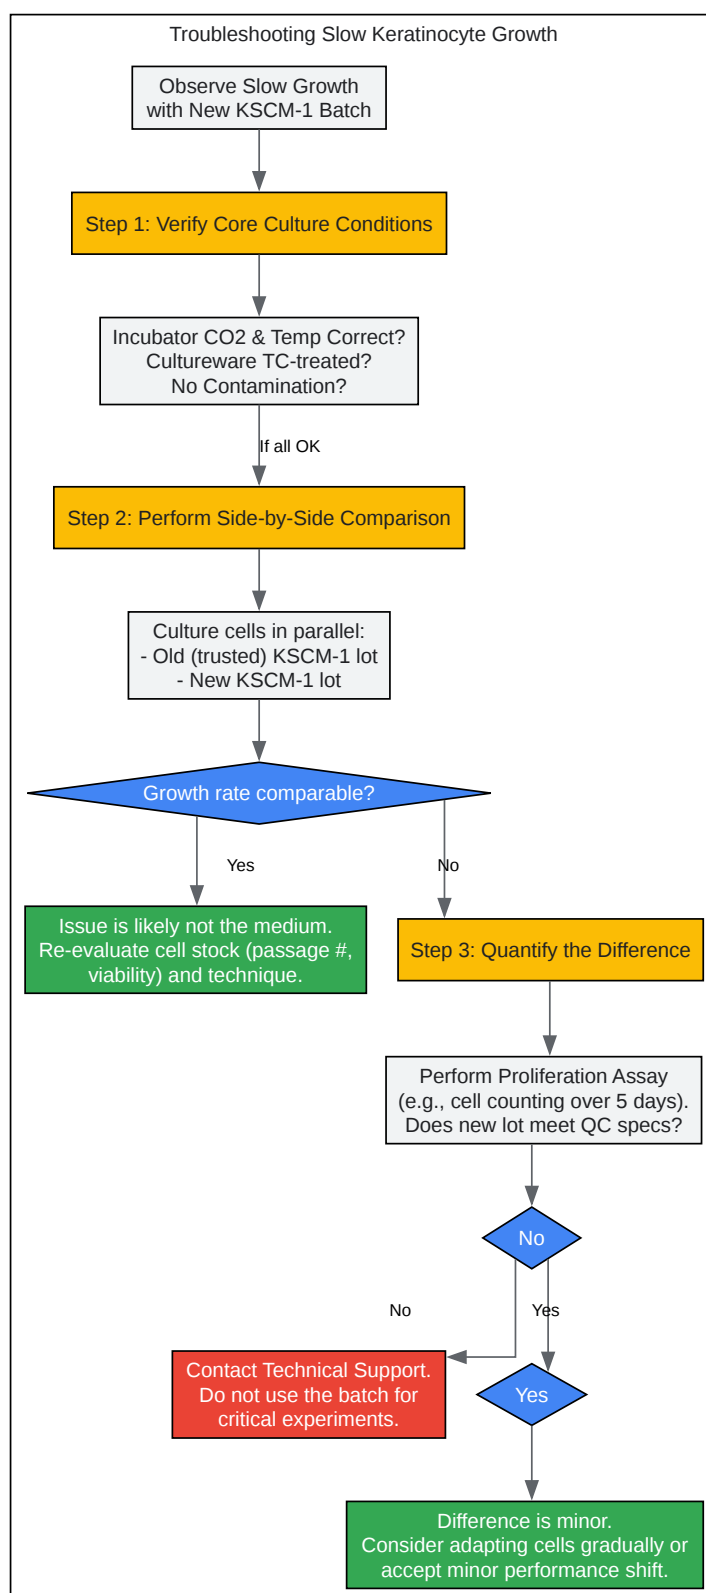 Troubleshooting Slow Keratinocyte Growth
Observe Slow Growth
with New KSCM-1 Batch
Step 1: Verify Core Culture Conditions
Incubator CO2 & Temp Correct?
Cultureware TC-treated?
No Contamination?
If all OK
Step 2: Perform Side-by-Side Comparison
Culture cells in parallel:
- Old (trusted) KSCM-1 lot
- New KSCM-1 lot
Growth rate comparable?
Yes
No
Issue is likely not the medium.
Re-evaluate cell stock (passage #,
viability) and technique.
Step 3: Quantify the Difference
Perform Proliferation Assay
(e.g., cell counting over 5 days).
Does new lot meet QC specs?
No
No
Yes
Contact Technical Support.
Do not use the batch for
critical experiments.
Yes
Difference is minor.
Consider adapting cells gradually or
accept minor performance shift.